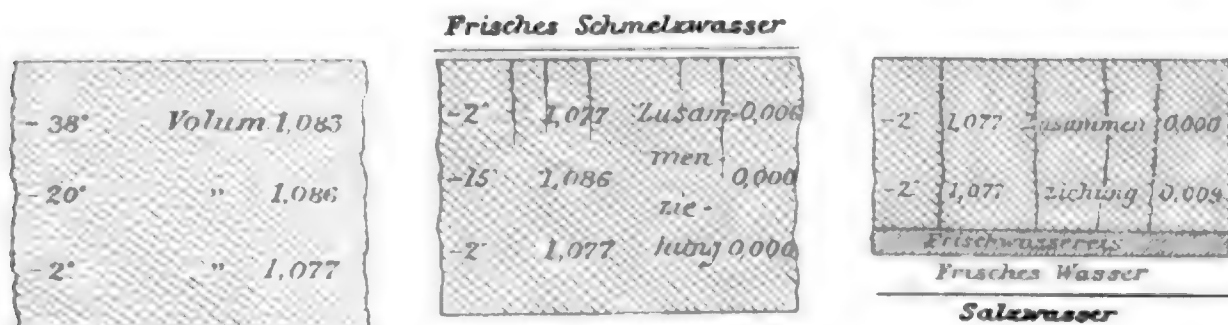 - 38° Volum 1,083
- 20° " 1,086
- 2° " 1,077
Frisches Schmelzwasser
-2° 1,077 Zusam- 0,006
men-
-15° 1,086 0,000
zie-
-2° 1,077 hung 0,000
-2° 1,077 Zusammen 0,000
-2° 1,077 ziehung 0,009
Frischwassereis
Frisches Wasser
Salzwasser